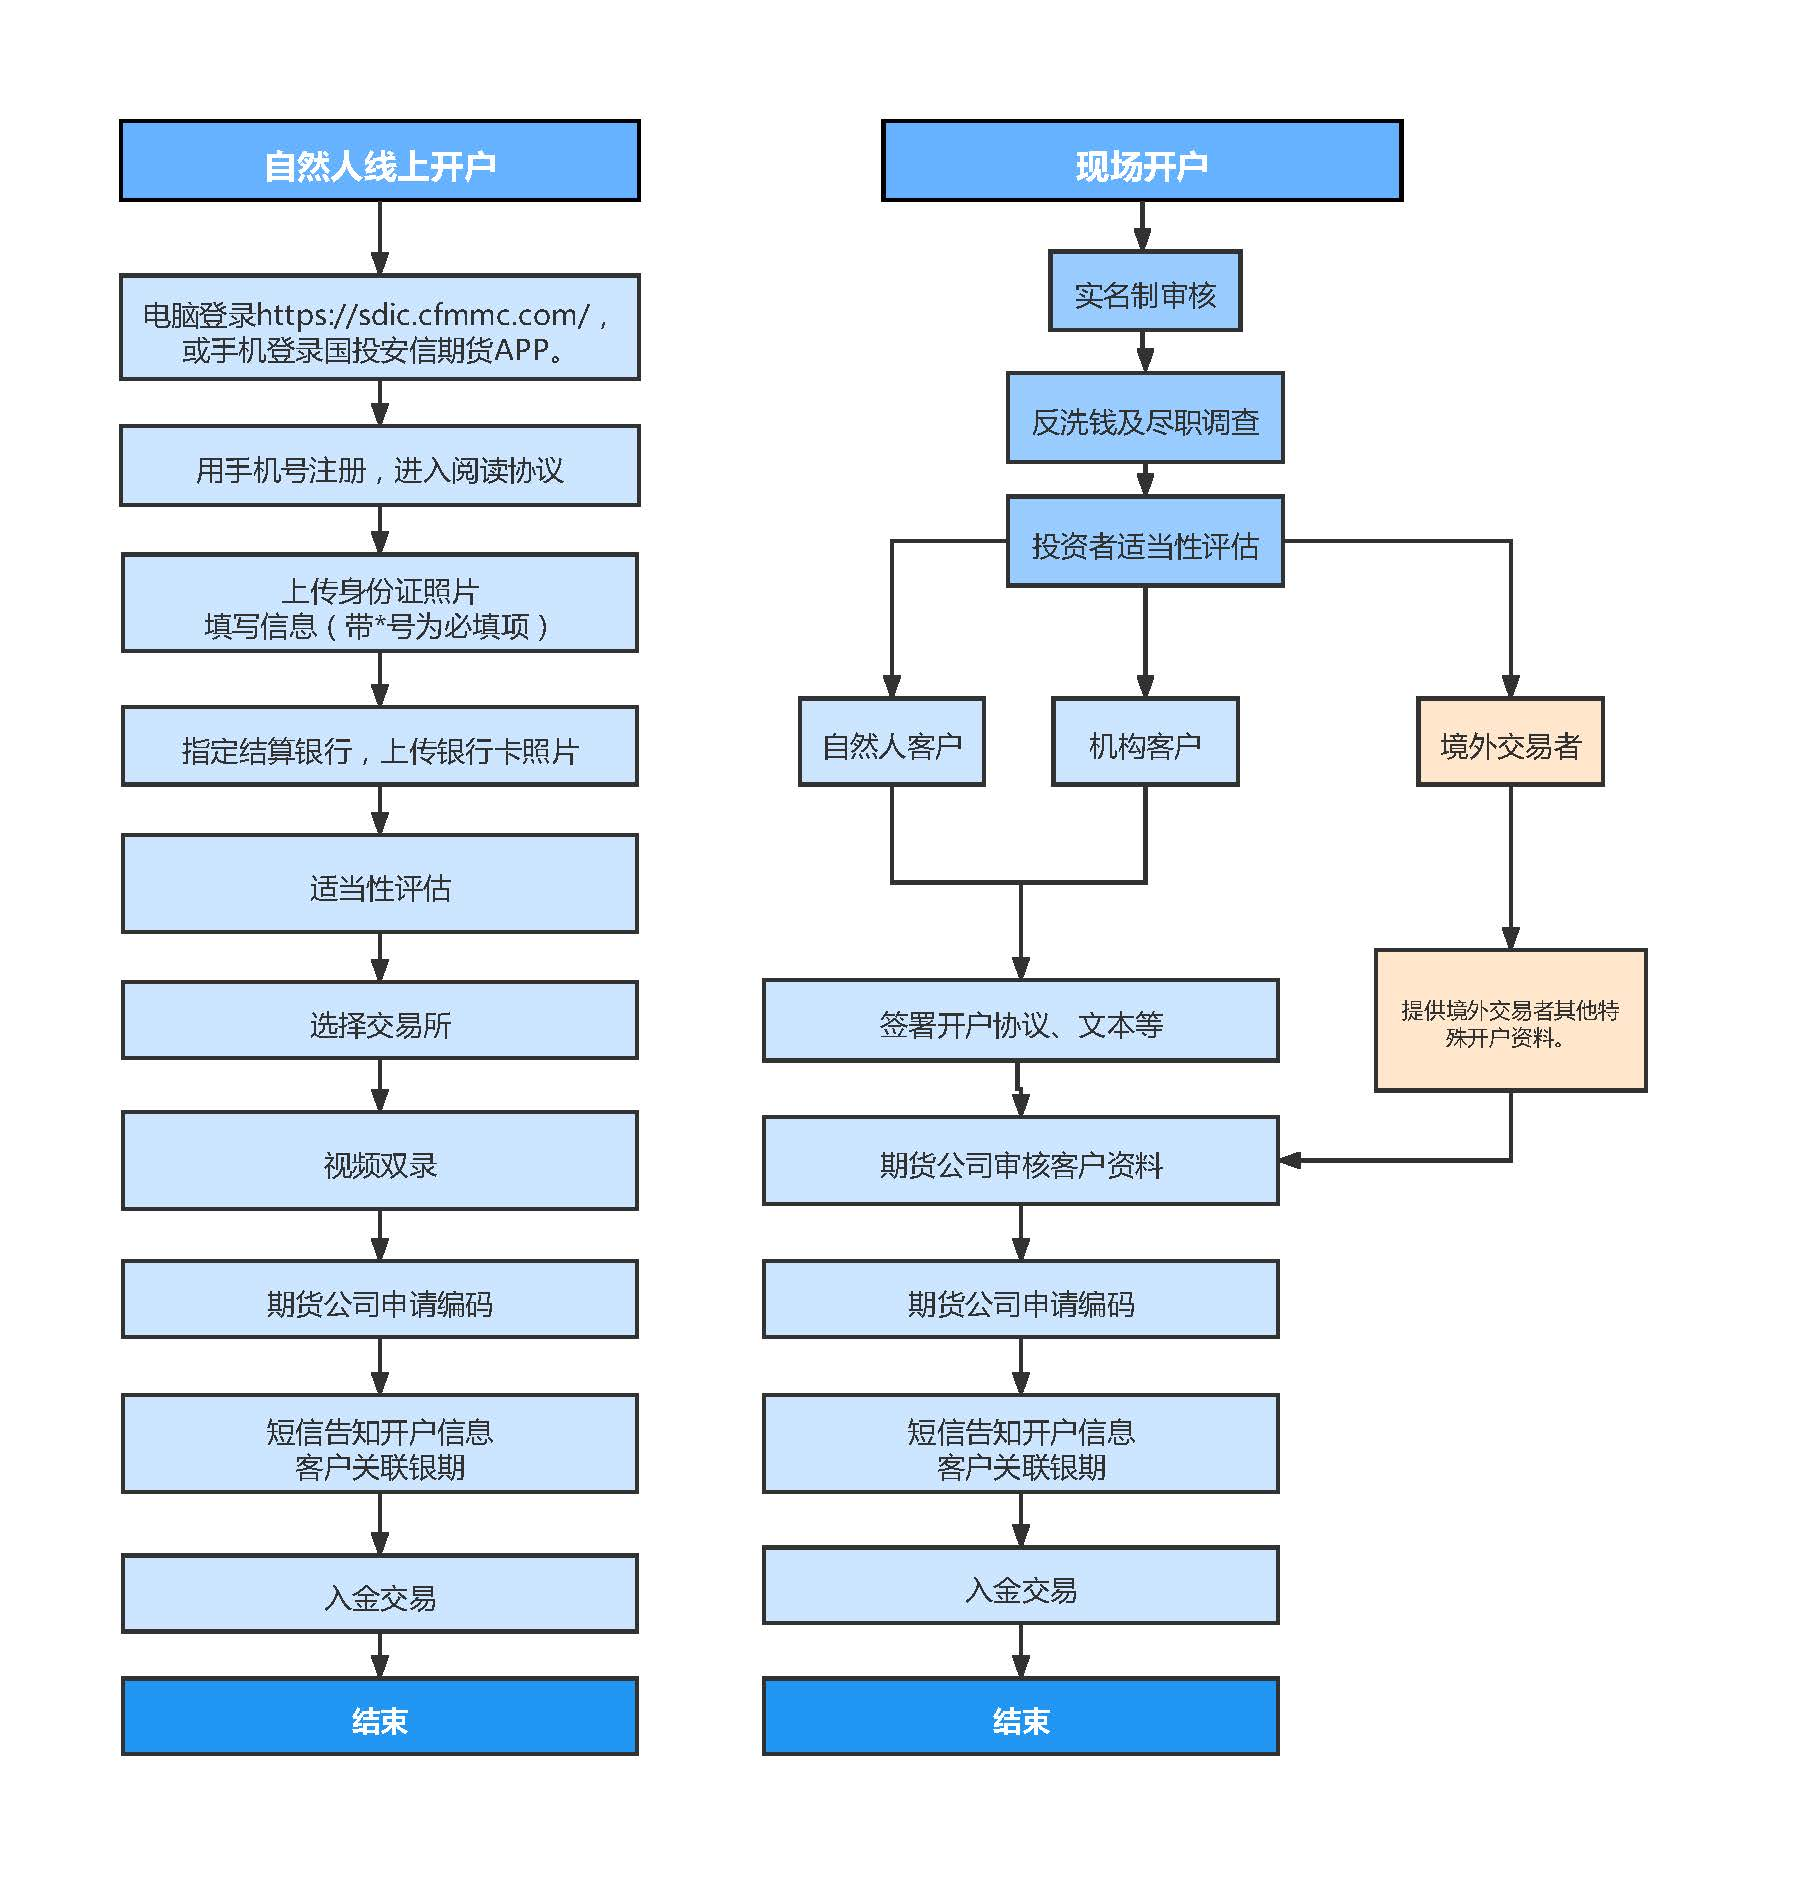 自然人线上开户
电脑登录https://sdic.cfmmc.com/，
或手机登录国投安信期货APP。
用手机号注册，进入阅读协议
上传身份证照片
填写信息（带*号为必填项）
指定结算银行，上传银行卡照片
适当性评估
选择交易所
视频双录
期货公司申请编码
短信告知开户信息
客户关联银期
入金交易
结束
现场开户
实名制审核
反洗钱及尽职调查
投资者适当性评估
自然人客户
机构客户
境外交易者
签署开户协议、文本等
提供境外交易者其他特
殊开户资料。
期货公司审核客户资料
期货公司申请编码
短信告知开户信息
客户关联银期
入金交易
结束